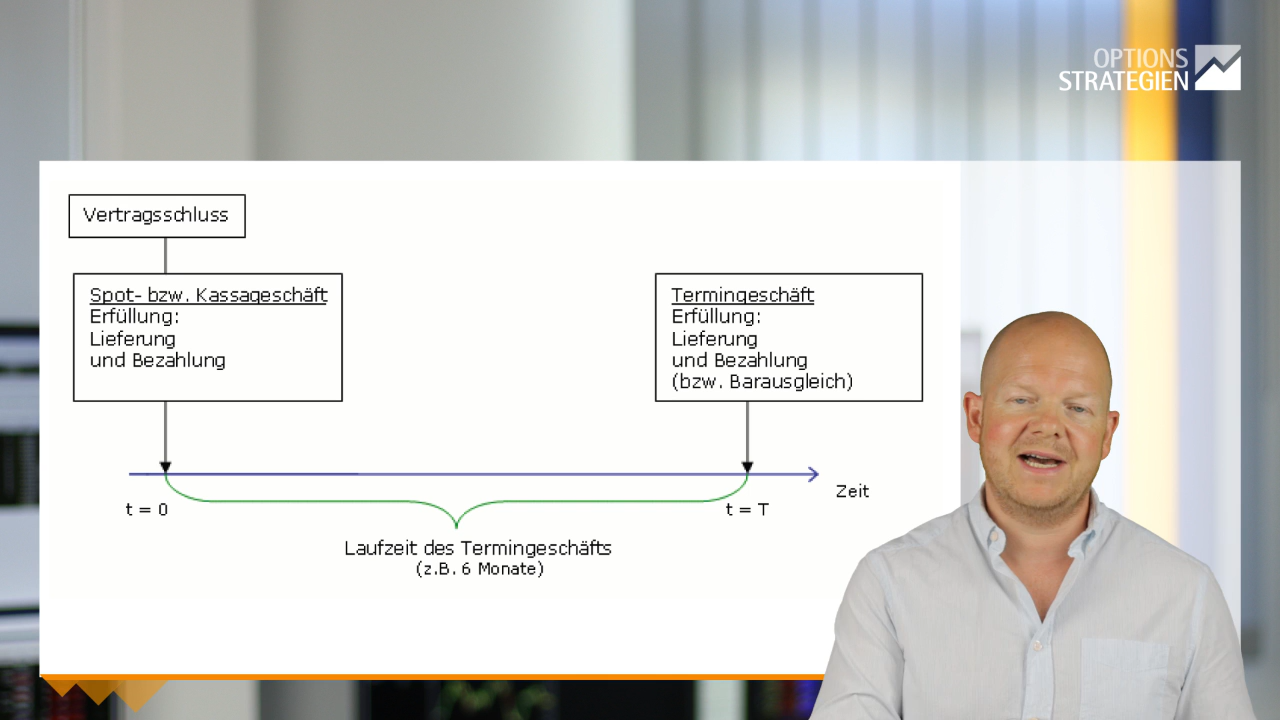 OPTIONS
STRATEGIEN
Vertragsschluss
Spot- bzw. Kassageschäft
Erfüllung:
Lieferung
und Bezahlung
Termingeschäft
Erfüllung:
Lieferung
und Bezahlung
(bzw. Barausgleich)
Zeit
t = 0
t = T
Laufzeit des Termingeschäfts
(z.B. 6 Monate)